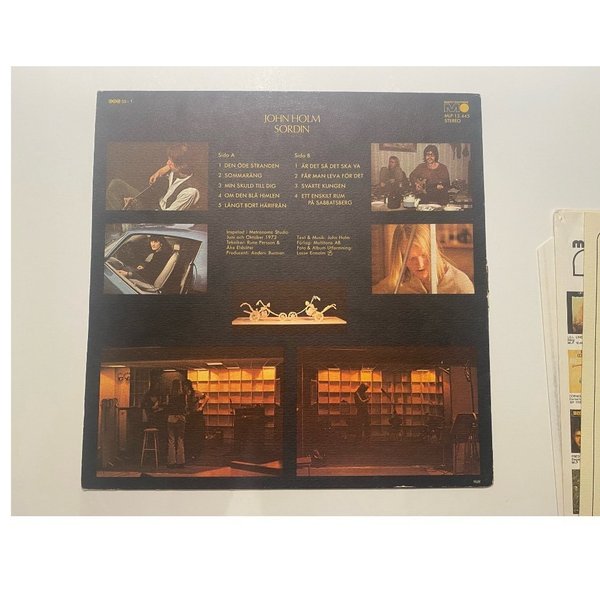 JOHN HOLM
SORDIN
MLP 15.445
STEREO
Sida A
1 DEN ÖDE STRANDEN
2 SOMMARÄNG
3 MIN SKULD TILL DIG
4 OM DEN BLÅ HIMLEN
5 LÅNGT BORT HÄRIFRÅN
Sida B
1 ÄR DET SÅ DET SKA VA
2 FÅR MAN LEVA FÖR DET
3 SVARTE KUNGEN
4 ETT ENSKILT RUM
PÅ SABBATSBERG
Inspelad i Metronome Studio
Juni och Oktober 1972
Tekniker: Rune Persson &
Åke Eldsäter
Producent: Anders Burman
Text & Musik: John Holm
Förlag: Multitone AB
Foto & Album Utformning:
Lasse Ermalm